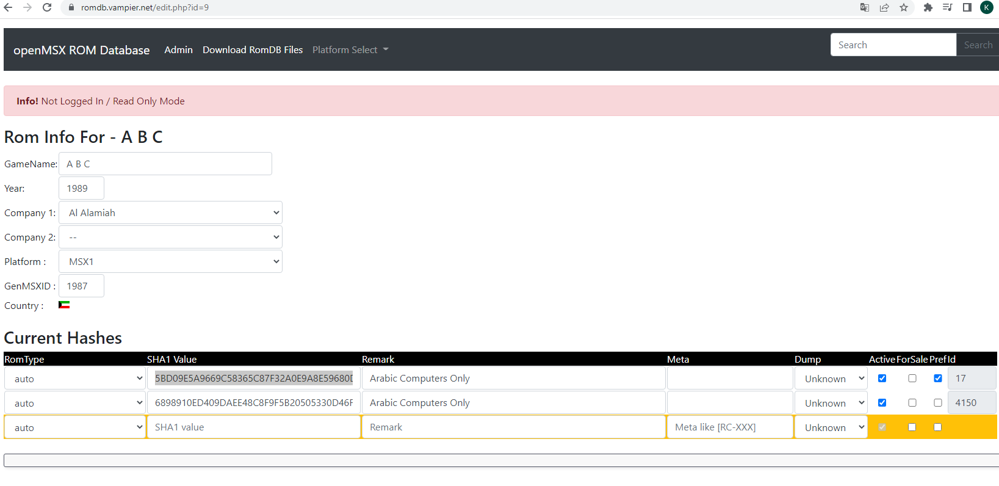 romdb.vampier.net/edit.php?id=9
K
openMSX ROM Database Admin Download RomDB Files Platform Select Search Search
Info! Not Logged In / Read Only Mode
Rom Info For - A B C
GameName: A B C
Year: 1989
Company 1: Al Alamiah
Company 2: --
Platform : MSX1
GenMSXID : 1987
Country :
Current Hashes
RomType SHA1 Value Remark Meta Dump Active ForSale Pref Id
auto 5BD09E5A9669C58365C87F32A0E9A8E59680D Arabic Computers Only Unknown 17
auto 6898910ED409DAEE48C8F9F5B20505330D46F Arabic Computers Only Unknown 4150
auto SHA1 value Remark Meta like [RC-XXX] Unknown